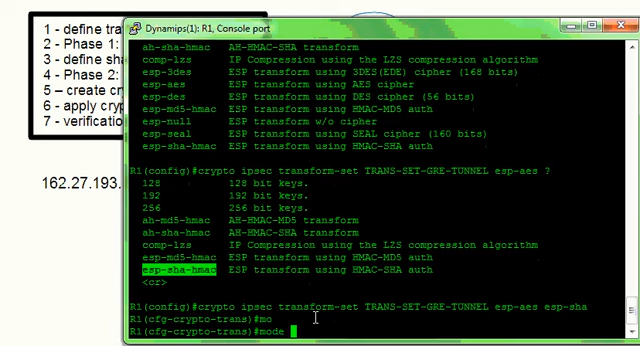 1 - define tra
2 - Phase 1:
3 - define sha
4 - Phase 2:
5 – create cr
6 - apply cryp
7 - verification
162.27.193.
Dynamips(1): R1, Console port
ah-sha-hmac AH-HMAC-SHA transform
comp-lzs IP Compression using the LZS compression algorithm
esp-3des ESP transform using 3DES(EDE) cipher (168 bits)
esp-aes ESP transform using AES cipher
esp-des ESP transform using DES cipher (56 bits)
esp-md5-hmac ESP transform using HMAC-MD5 auth
esp-null ESP transform w/o cipher
esp-seal ESP transform using SEAL cipher (160 bits)
esp-sha-hmac ESP transform using HMAC-SHA auth
R1(config)#crypto ipsec transform-set TRANS-SET-GRE-TUNNEL esp-aes ?
128 128 bit keys.
192 192 bit keys.
256 256 bit keys.
ah-md5-hmac AH-HMAC-MD5 transform
ah-sha-hmac AH-HMAC-SHA transform
comp-lzs IP Compression using the LZS compression algorithm
esp-md5-hmac ESP transform using HMAC-MD5 auth
esp-sha-hmac ESP transform using HMAC-SHA auth
<cr>
R1(config)#crypto ipsec transform-set TRANS-SET-GRE-TUNNEL esp-aes esp-sha
R1(cfg-crypto-trans)#mo
R1(cfg-crypto-trans)#mode